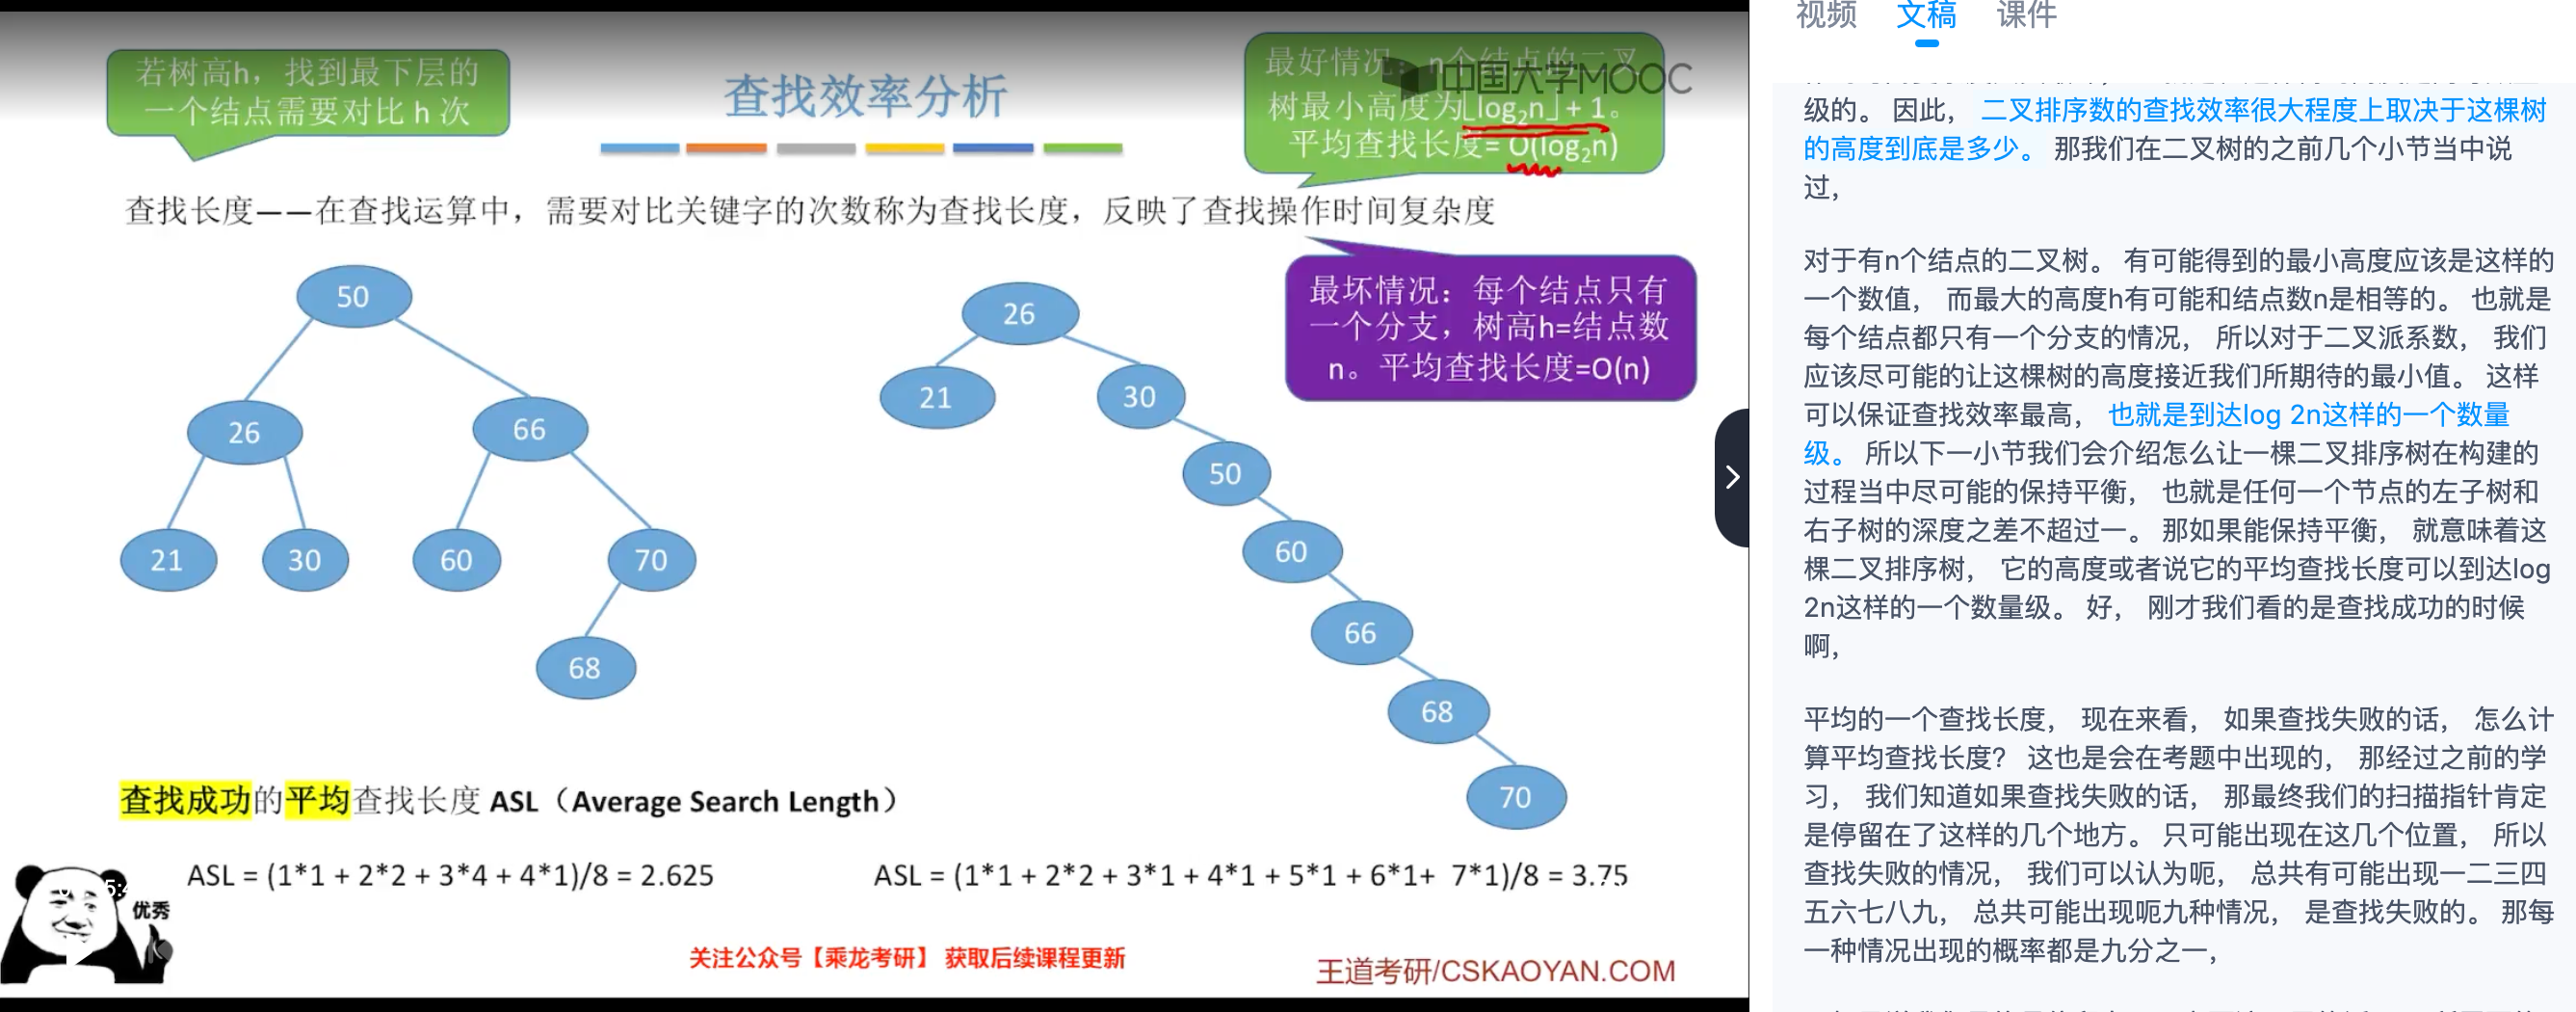 若树高h，找到最下层的
一个结点需要对比 h 次
查找效率分析
最好情况：n个结点的二叉
树最小高度为⌊log₂n⌋ + 1。
平均查找长度= O(log₂n)
中国大学MOOC
查找长度——在查找运算中，需要对比关键字的次数称为查找长度，反映了查找操作时间复杂度
最坏情况：每个结点只有
一个分支，树高h=结点数
n。平均查找长度=O(n)
50
26
66
21
30
60
70
68
26
21
30
50
60
66
68
70
查找成功的平均查找长度 ASL（Average Search Length）
ASL = (1*1 + 2*2 + 3*4 + 4*1)/8 = 2.625
ASL = (1*1 + 2*2 + 3*1 + 4*1 + 5*1 + 6*1+ 7*1)/8 = 3.75
优秀
关注公众号【乘龙考研】 获取后续课程更新
王道考研/CSKAOYAN.COM
视频
文稿
课件
级的。 因此， 二叉排序数的查找效率很大程度上取决于这棵树
的高度到底是多少。 那我们在二叉树的之前几个小节当中说
过，
对于有n个结点的二叉树。 有可能得到的最小高度应该是这样的
一个数值， 而最大的高度h有可能和结点数n是相等的。 也就是
每个结点都只有一个分支的情况， 所以对于二叉派系数， 我们
应该尽可能的让这棵树的高度接近我们所期待的最小值。 这样
可以保证查找效率最高， 也就是到达log 2n这样的一个数量
级。 所以下一小节我们会介绍怎么让一棵二叉排序树在构建的
过程当中尽可能的保持平衡， 也就是任何一个节点的左子树和
右子树的深度之差不超过一。 那如果能保持平衡， 就意味着这
棵二叉排序树， 它的高度或者说它的平均查找长度可以到达log
2n这样的一个数量级。 好， 刚才我们看的是查找成功的时候
啊，
平均的一个查找长度， 现在来看， 如果查找失败的话， 怎么计
算平均查找长度？ 这也是会在考题中出现的， 那经过之前的学
习， 我们知道如果查找失败的话， 那最终我们的扫描指针肯定
是停留在了这样的几个地方。 只可能出现在这几个位置， 所以
查找失败的情况， 我们可以认为呃， 总共有可能出现一二三四
五六七八九， 总共可能出现呃九种情况， 是查找失败的。 那每
一种情况出现的概率都是九分之一，